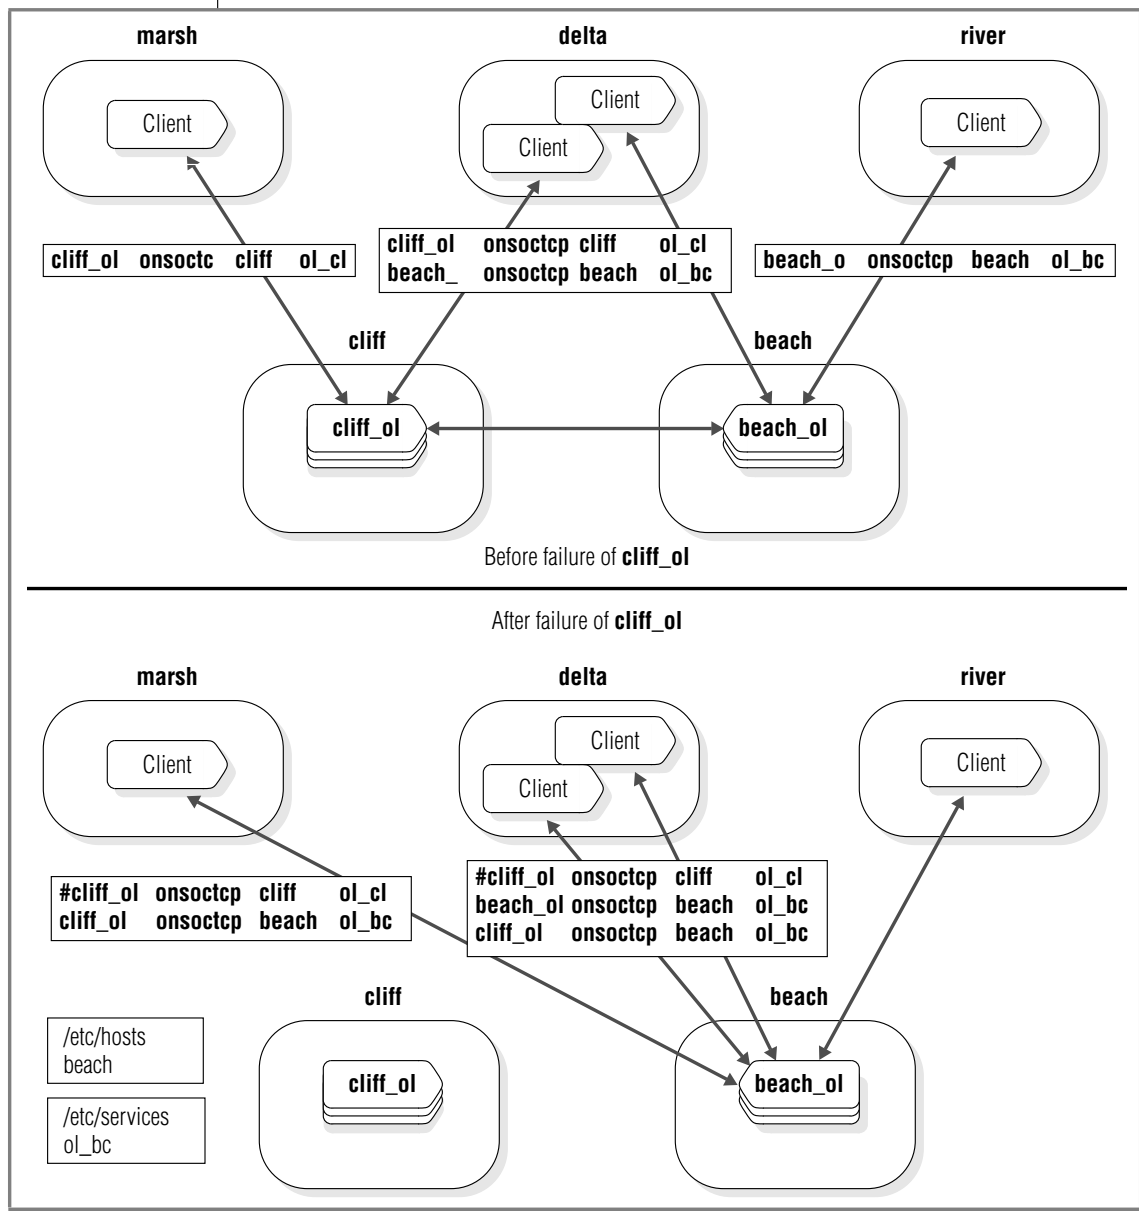 marsh
delta
river
Client
Client
Client
Client
cliff_ol onsoctc cliff ol_cl
cliff_ol onsoctcp cliff ol_cl
beach_ onsoctcp beach ol_bc
beach_o onsoctcp beach ol_bc
cliff
beach
cliff_ol
beach_ol
Before failure of cliff_ol
After failure of cliff_ol
marsh
delta
river
Client
Client
Client
Client
#cliff_ol onsoctcp cliff ol_cl
cliff_ol onsoctcp beach ol_bc
#cliff_ol onsoctcp cliff ol_cl
beach_ol onsoctcp beach ol_bc
cliff_ol onsoctcp beach ol_bc
cliff
beach
/etc/hosts
beach
/etc/services
ol_bc
cliff_ol
beach_ol